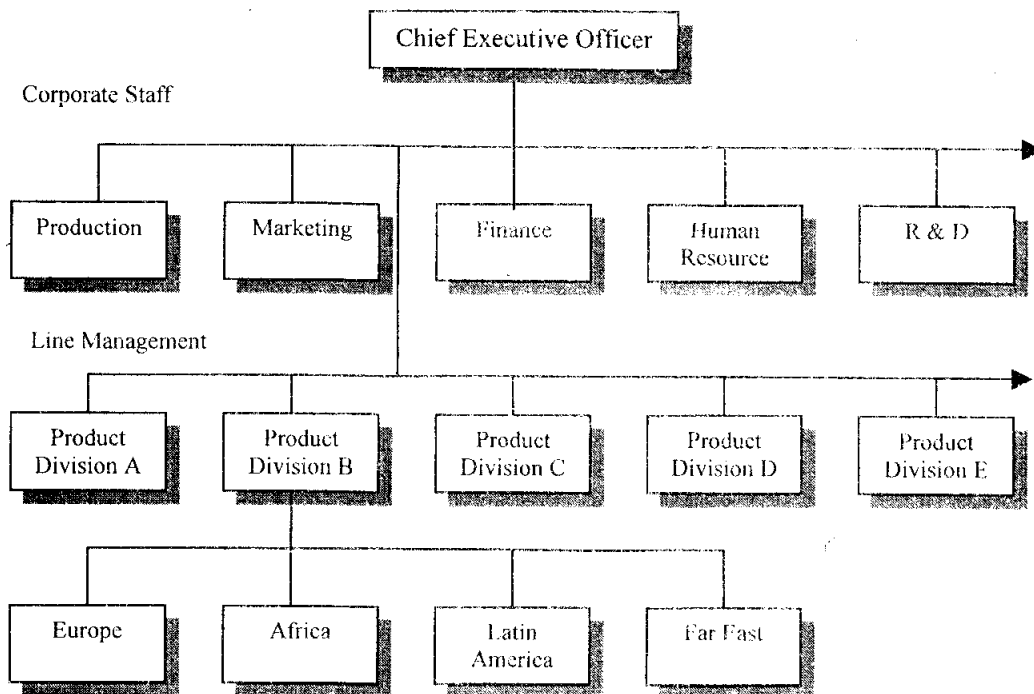 Chief Executive Officer
Corporate Staff
Production
Marketing
Finance
Human
Resource
R & D
Line Management
Product
Division A
Product
Division B
Product
Division C
Product
Division D
Product
Division E
Europe
Africa
Latin
America
Far Fast